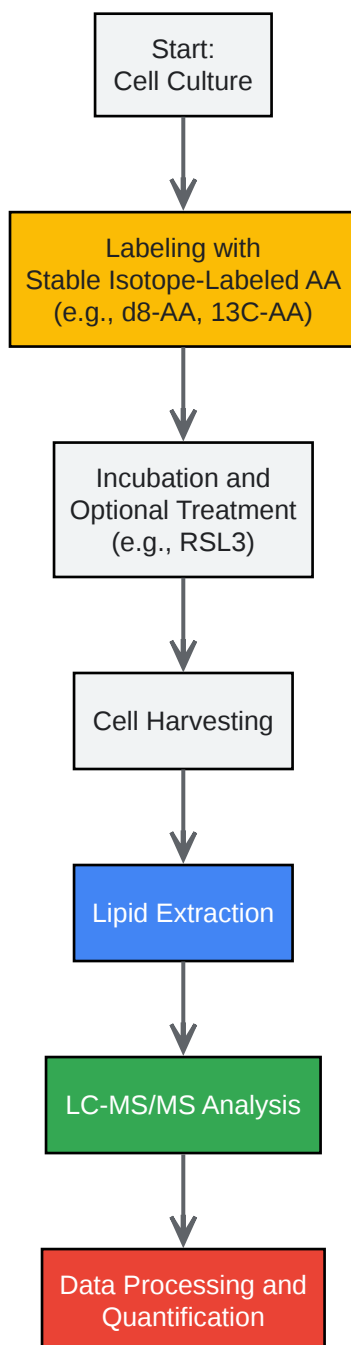 Start:
Cell Culture
Labeling with
Stable Isotope-Labeled AA
(e.g., d8-AA, 13C-AA)
Incubation and
Optional Treatment
(e.g., RSL3)
Cell Harvesting
Lipid Extraction
LC-MS/MS Analysis
Data Processing and
Quantification